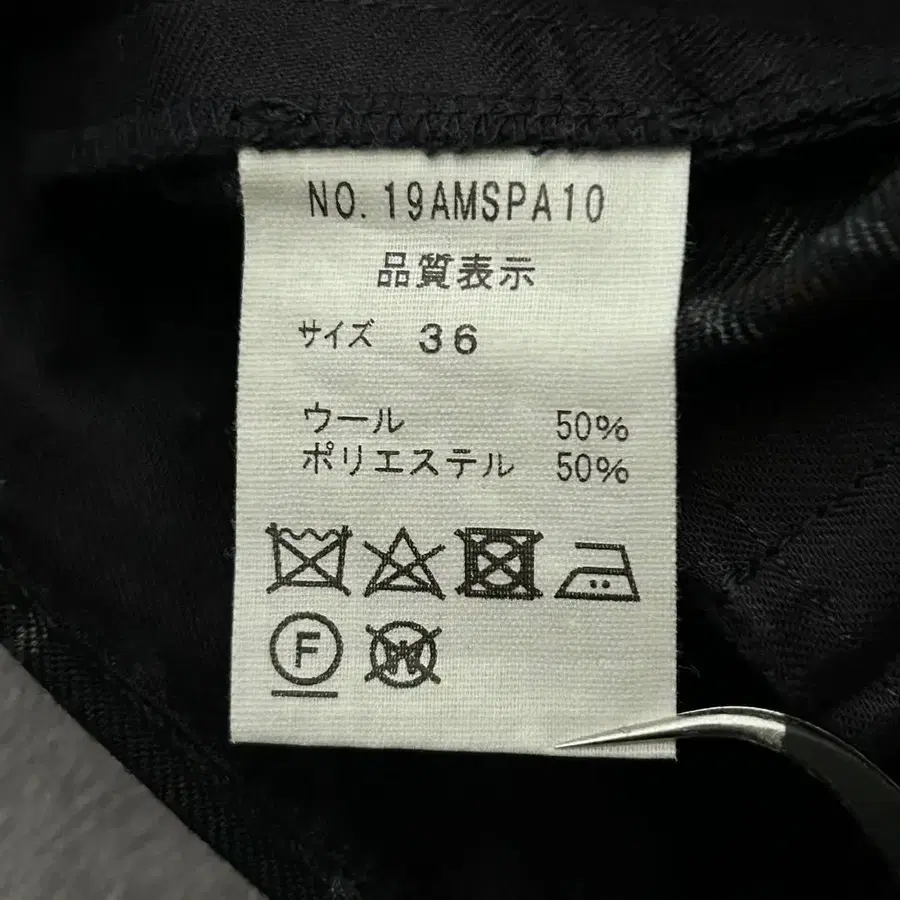 NO. 19AMSPA10
品質表示
サイズ 36
ウール 50%
ポリエステル 50%
F W